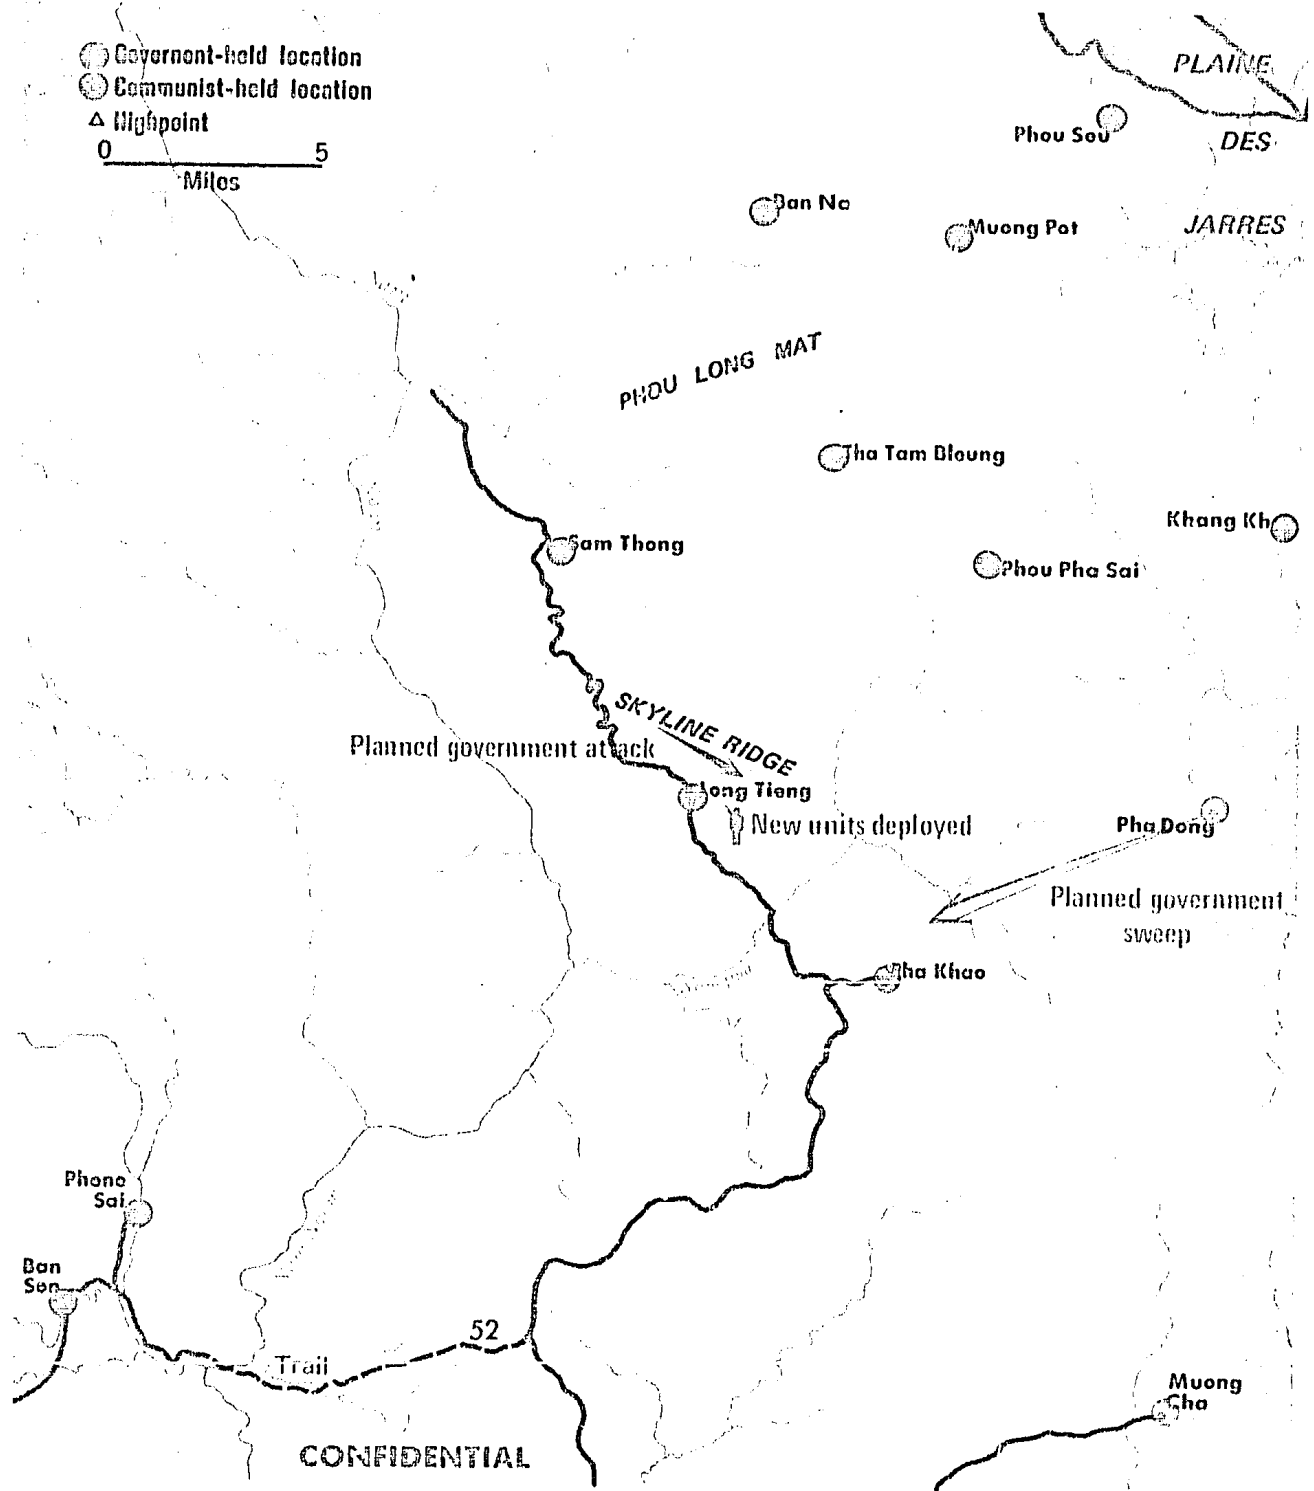 Government-held location
Communist-held location
Highpoint
0 5
Miles
PLAINE
DES
JARRES
Phou Sou
Ban Na
Muong Pot
PHOU LONG MAT
Tha Tam Bleung
Khang Kh
Sam Thong
Phou Pha Sai
SKYLINE RIDGE
Planned government attack
Long Tieng
New units deployed
Pha Dong
Planned government
sweep
Pha Khao
Phone
Sai
Ban
Son
52
Trail
Muong
Cha
CONFIDENTIAL